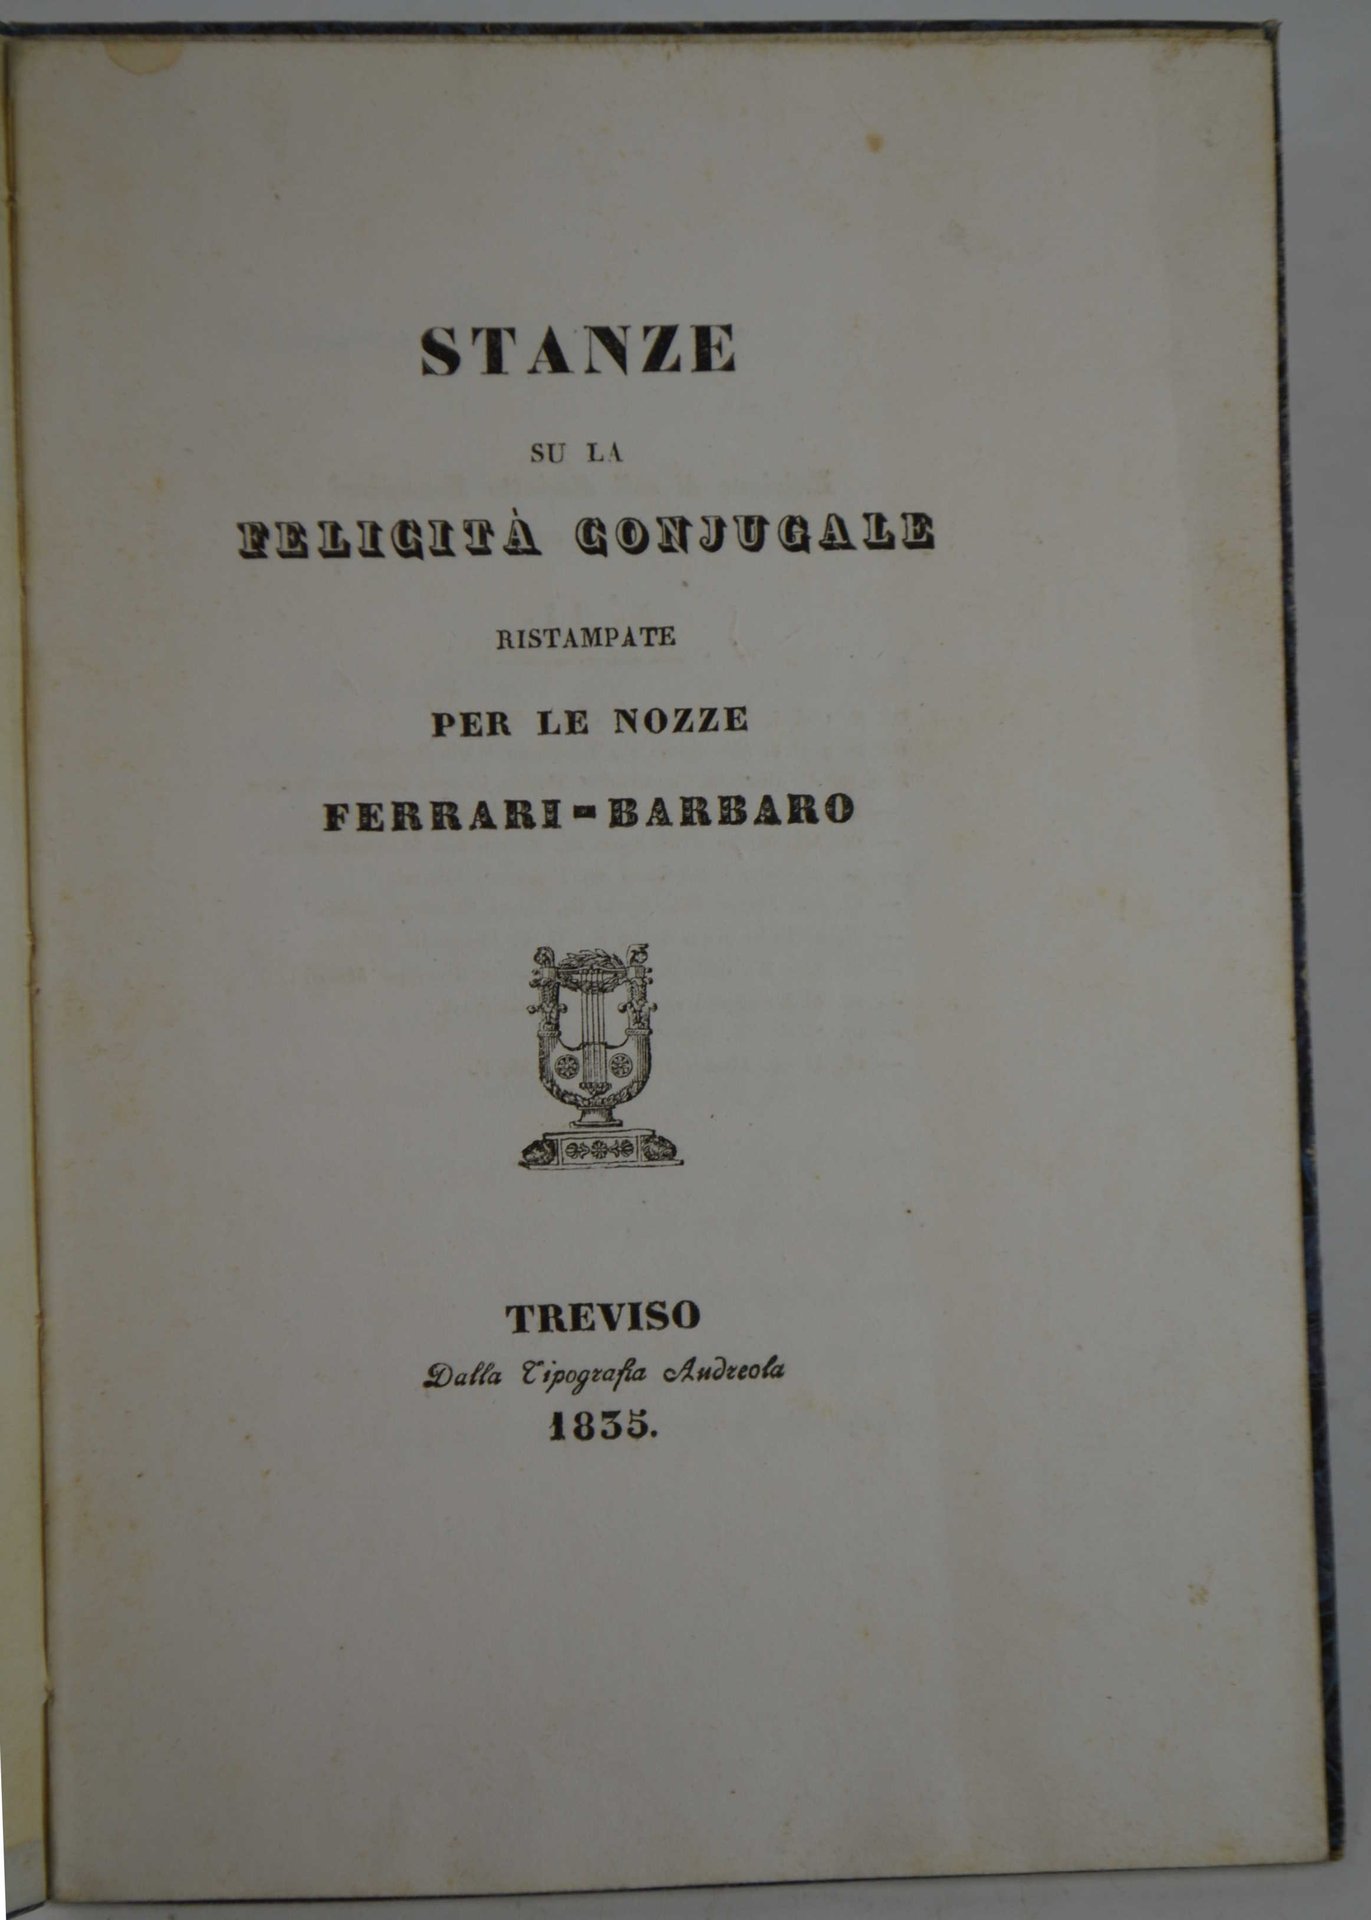 STANZE
SU LA
FELICITÀ CONJUGALE
RISTAMPATE
PER LE NOZZE
FERRARI-BARBARO
TREVISO
Dalla Tipografia Andreola
1835.